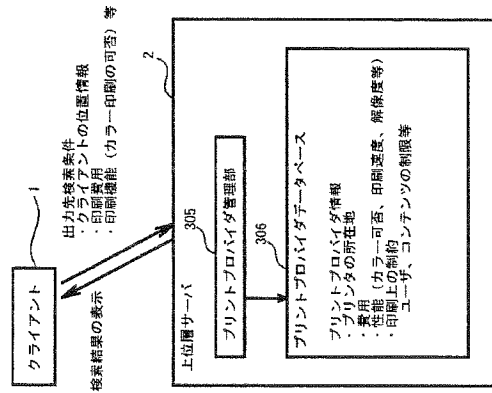 クライアント
1
出力先検索条件
・クライアントの位置情報
・印刷費用
・印刷機能（カラー印刷の可否）等
検索結果の表示
2
上位層サーバ
305
プリントプロバイダ管理部
306
プリントプロバイダデータベース
プリントプロバイダ情報
・プリンタの所在地
・費用
・性能（カラー可否、印刷速度、解像度等）
・印刷上の制約
ユーザ、コンテンツの制限等